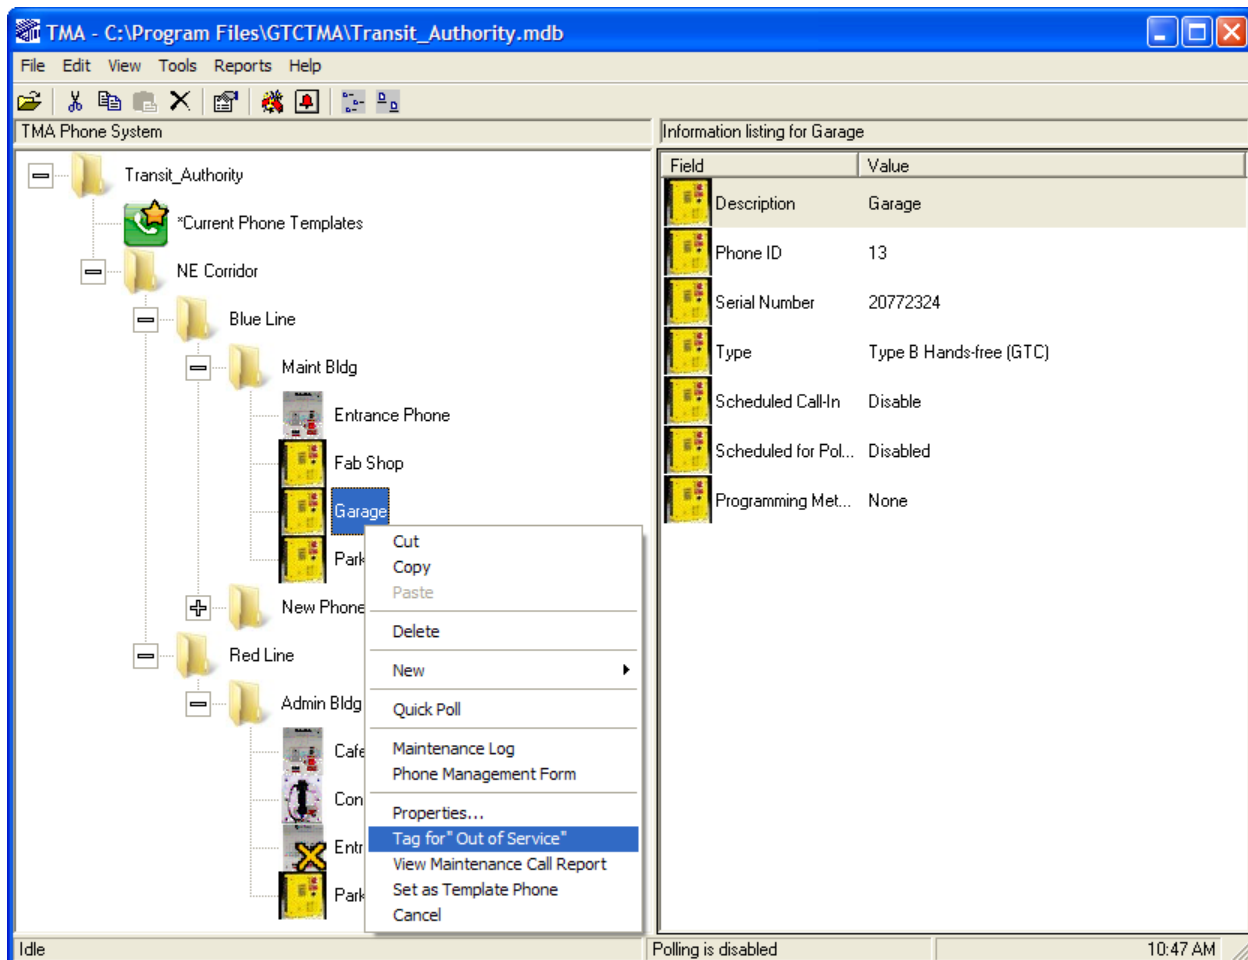 TMA - C:\Program Files\GTCTMA\Transit_Authority.mdb
File Edit View Tools Reports Help
TMA Phone System
Information listing for Garage
Transit_Authority
*Current Phone Templates
NE Corridor
Blue Line
Maint Bldg
Entrance Phone
Fab Shop
Garage
Park
New Phone
Red Line
Admin Bldg
Cafe
Con
Entr
Park
Cut
Copy
Paste
Delete
New
Quick Poll
Maintenance Log
Phone Management Form
Properties...
Tag for" Out of Service"
View Maintenance Call Report
Set as Template Phone
Cancel
Field Value
Description Garage
Phone ID 13
Serial Number 20772324
Type Type B Hands-free (GTC)
Scheduled Call-In Disable
Scheduled for Pol... Disabled
Programming Met... None
Idle
Polling is disabled
10:47 AM